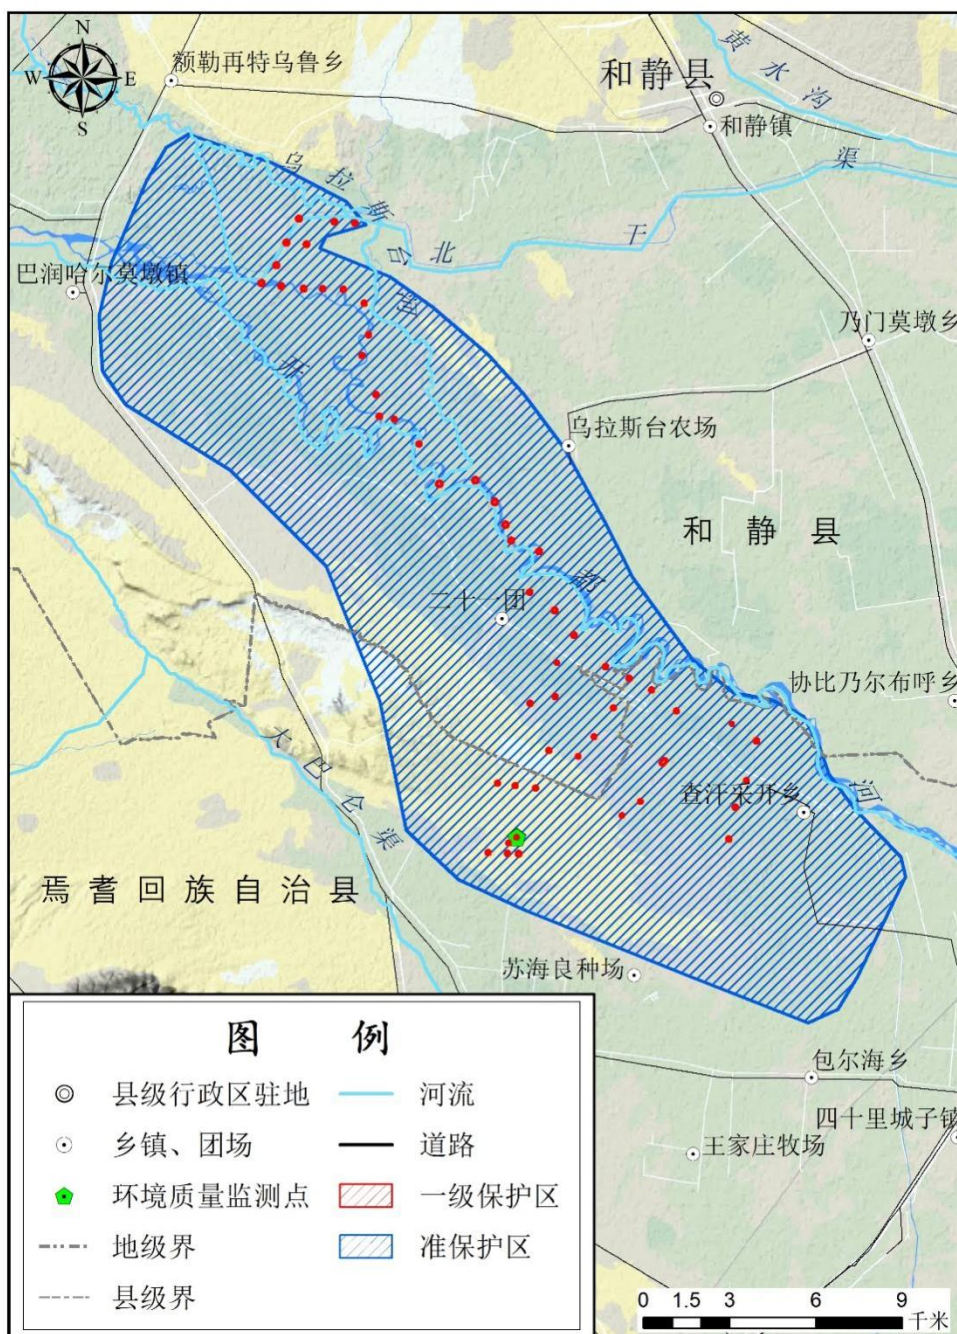 N
W E
S
额勒再特乌鲁乡
和静县
黄水沟
和静镇
乌拉斯台北干渠
巴润哈尔莫墩镇
乃门莫墩乡
开
乌拉斯台农场
和静县
都
二十一团
协比乃尔布呼乡
大巴仑渠
查汗采开乡
河
焉耆回族自治县
苏海良种场
包尔海乡
四十里城子镇
王家庄牧场
图 例
县级行政区驻地
河流
乡镇、团场
道路
环境质量监测点
一级保护区
地级界
准保护区
县级界
0 1.5 3 6 9
千米